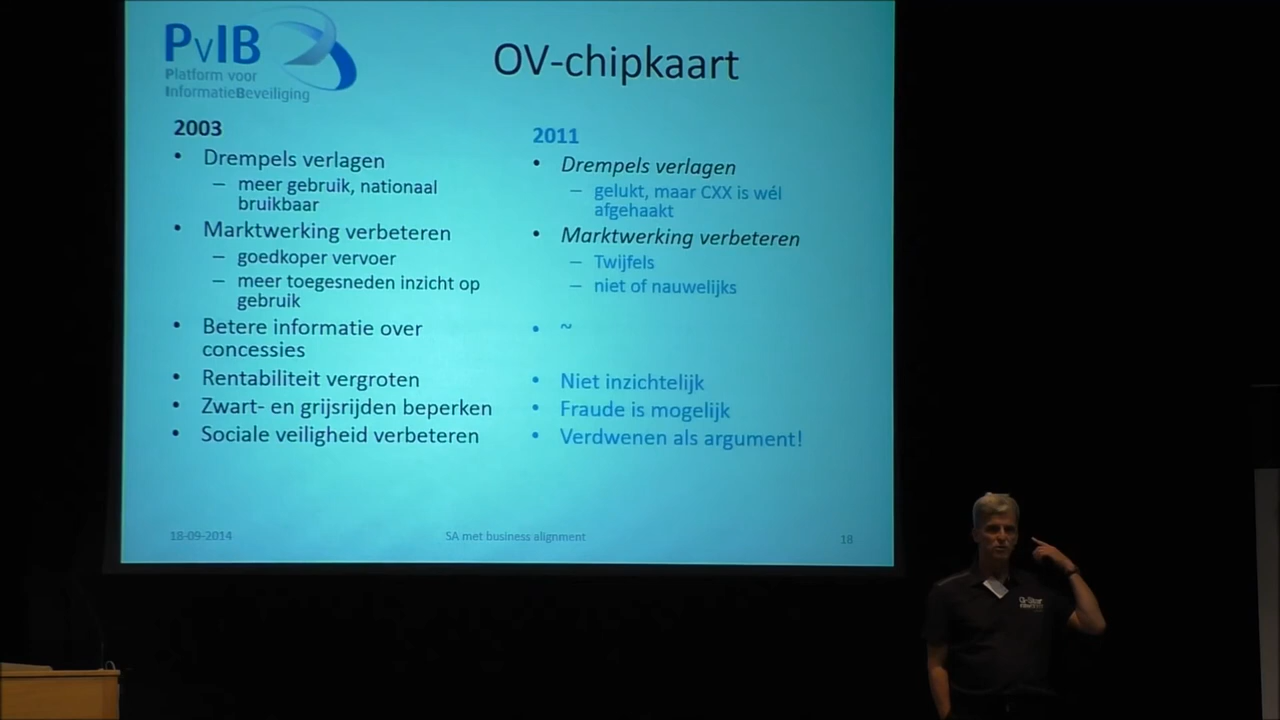 PvIB
Platform voor
InformatieBeveiliging
OV-chipkaart
2003
• Drempels verlagen
– meer gebruik, nationaal
bruikbaar
• Marktwerking verbeteren
– goedkoper vervoer
– meer toegesneden inzicht op
gebruik
• Betere informatie over
concessies
• Rentabiliteit vergroten
• Zwart- en grijsrijden beperken
• Sociale veiligheid verbeteren
2011
• Drempels verlagen
– gelukt, maar CXX is wél
afgehaakt
• Marktwerking verbeteren
– Twijfels
– niet of nauwelijks
• ~
• Niet inzichtelijk
• Fraude is mogelijk
• Verdwenen als argument!
18-09-2014
SA met business alignment
18